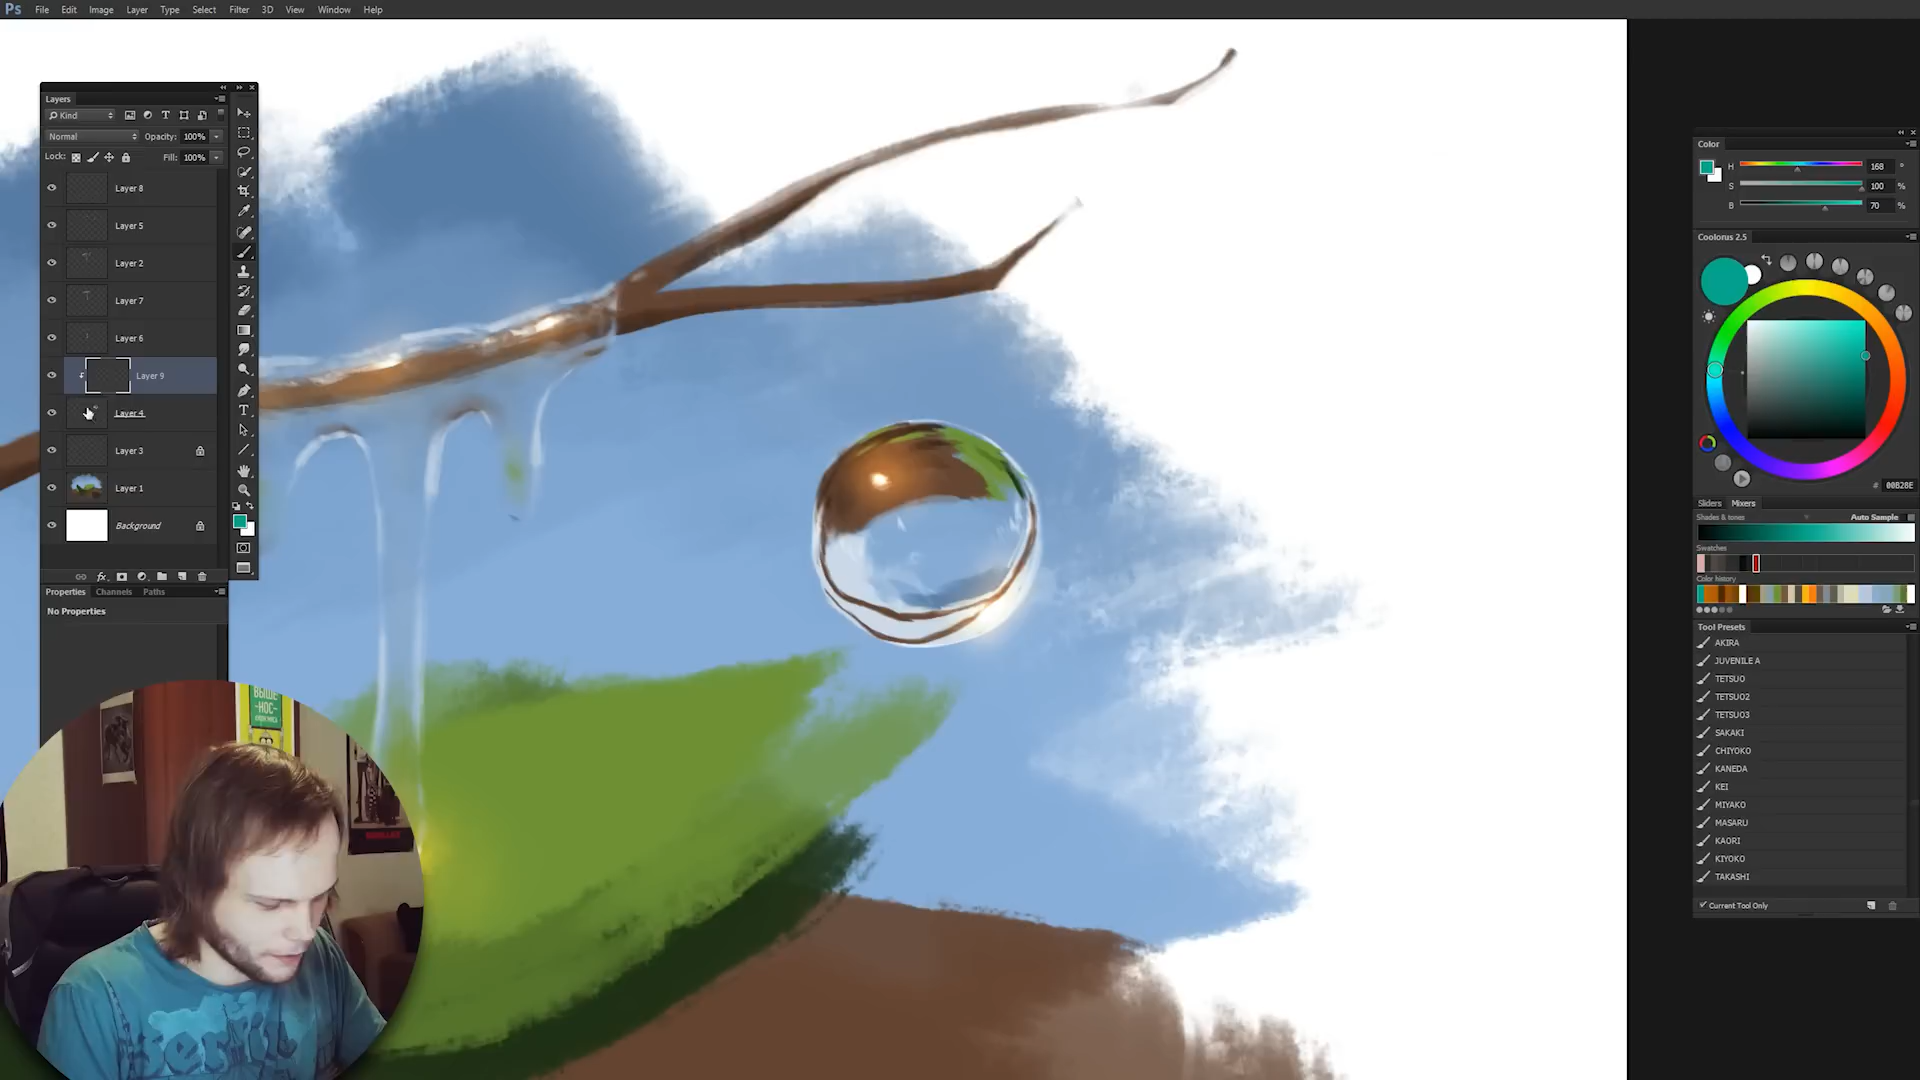 Ps File Edit Image Layer Type Select Filter 3D View Window Help
Layers
Kind
Normal Opacity: 100%
Lock: Fill: 100%
Layer 8
Layer 5
Layer 2
Layer 7
Layer 6
Layer 9
Layer 4
Layer 3
Layer 1
Background
fx
Properties Channels Paths
No Properties
ВЫШЕ
-НОС-
Color
H 168 °
S 100 %
B 70 %
Coolorus 2.5
# 00B28E
Sliders Mixers
Shades & tones Auto Sample
Swatches
Color history
Tool Presets
AKIRA
JUVENILE A
TETSUO
TETSUO2
TETSUO3
SAKAKI
CHIYOKO
KANEDA
KEI
MIYAKO
MASARU
KAORI
KIYOKO
TAKASHI
Current Tool Only